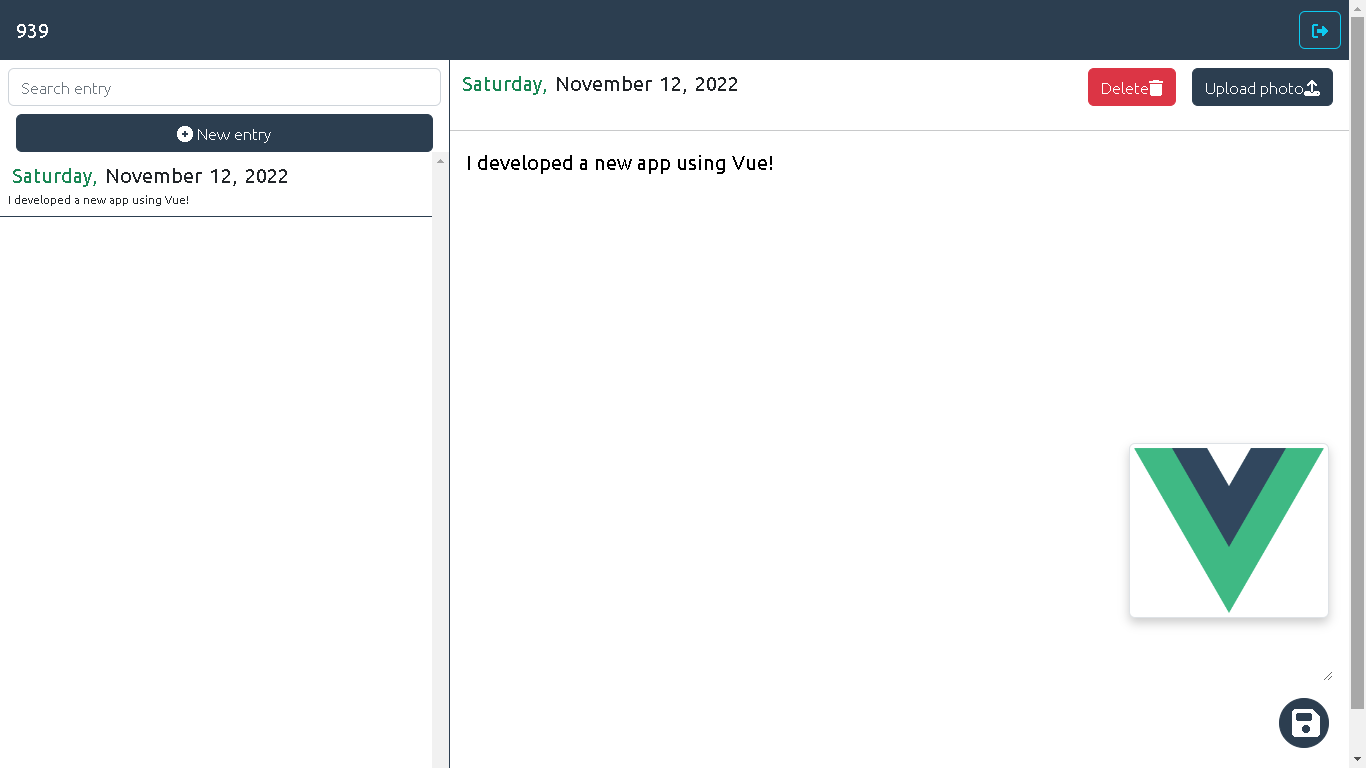 939
Search entry
New entry
Saturday, November 12, 2022
I developed a new app using Vue!
Saturday, November 12, 2022
Delete
Upload photo
I developed a new app using Vue!